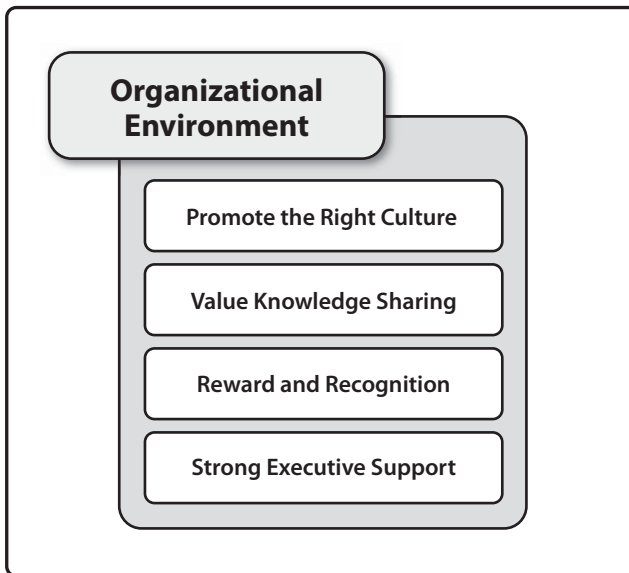 Organizational
Environment
Promote the Right Culture
Value Knowledge Sharing
Reward and Recognition
Strong Executive Support